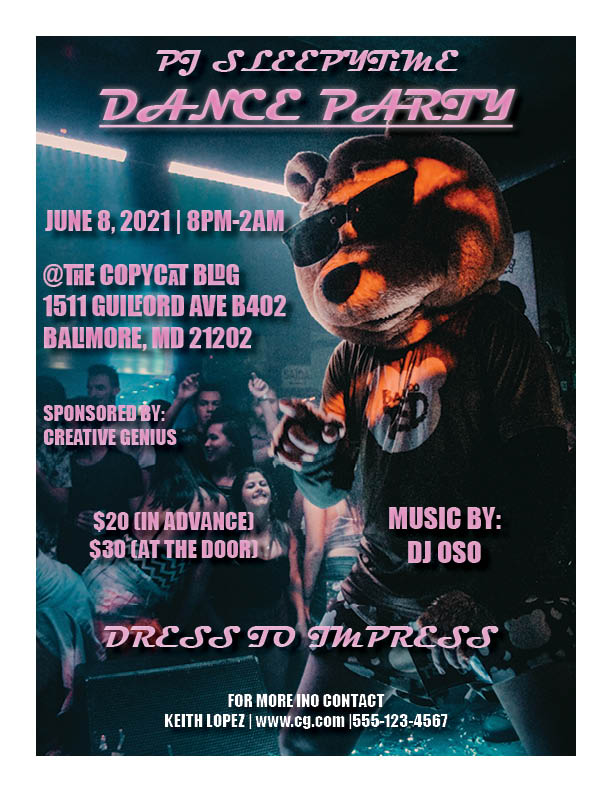 PJ SLEEPYTiME
DANCE PARTY
JUNE 8, 2021 | 8PM-2AM
@THE COPYCAT BLDG
1511 GUILFORD AVE B402
BALIMORE, MD 21202
SPONSORED BY:
CREATIVE GENIUS
$20 (IN ADVANCE)
$30 (AT THE DOOR)
MUSIC BY:
DJ OSO
DRESS TO IMPRESS
FOR MORE INO CONTACT
KEITH LOPEZ | www.cg.com |555-123-4567